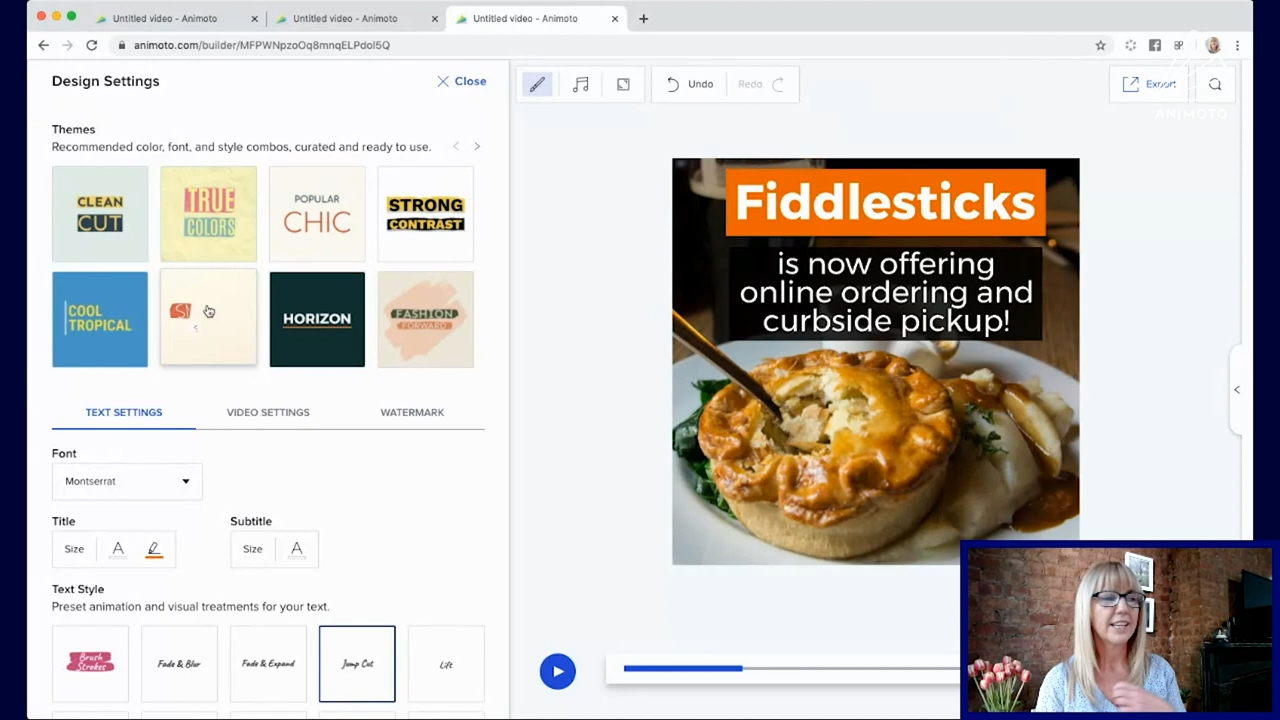 Untitled video - Animoto
Untitled video - Animoto
Untitled video - Animoto
animoto.com/builder/MFPWNpzoOq8mnqELPdol5Q
Design Settings
Close
Undo
Redo
Export
ANIMOTO
Themes
Recommended color, font, and style combos, curated and ready to use.
CLEAN
CUT
TRUE
COLORS
POPULAR
CHIC
STRONG
CONTRAST
COOL
TROPICAL
HORIZON
FASHION
FORWARD
Fiddlesticks
is now offering
online ordering and
curbside pickup!
TEXT SETTINGS
VIDEO SETTINGS
WATERMARK
Font
Montserrat
Title
Subtitle
Size
A
Size
A
Text Style
Preset animation and visual treatments for your text.
Brush
Strokes
Fade & Blur
Fade & Expand
Jump Cut
Lift